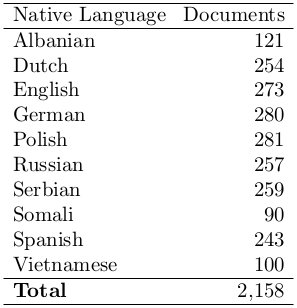 Native Language Documents
Albanian 121
Dutch 254
English 273
German 280
Polish 281
Russian 257
Serbian 259
Somali 90
Spanish 243
Vietnamese 100
Total 2,158